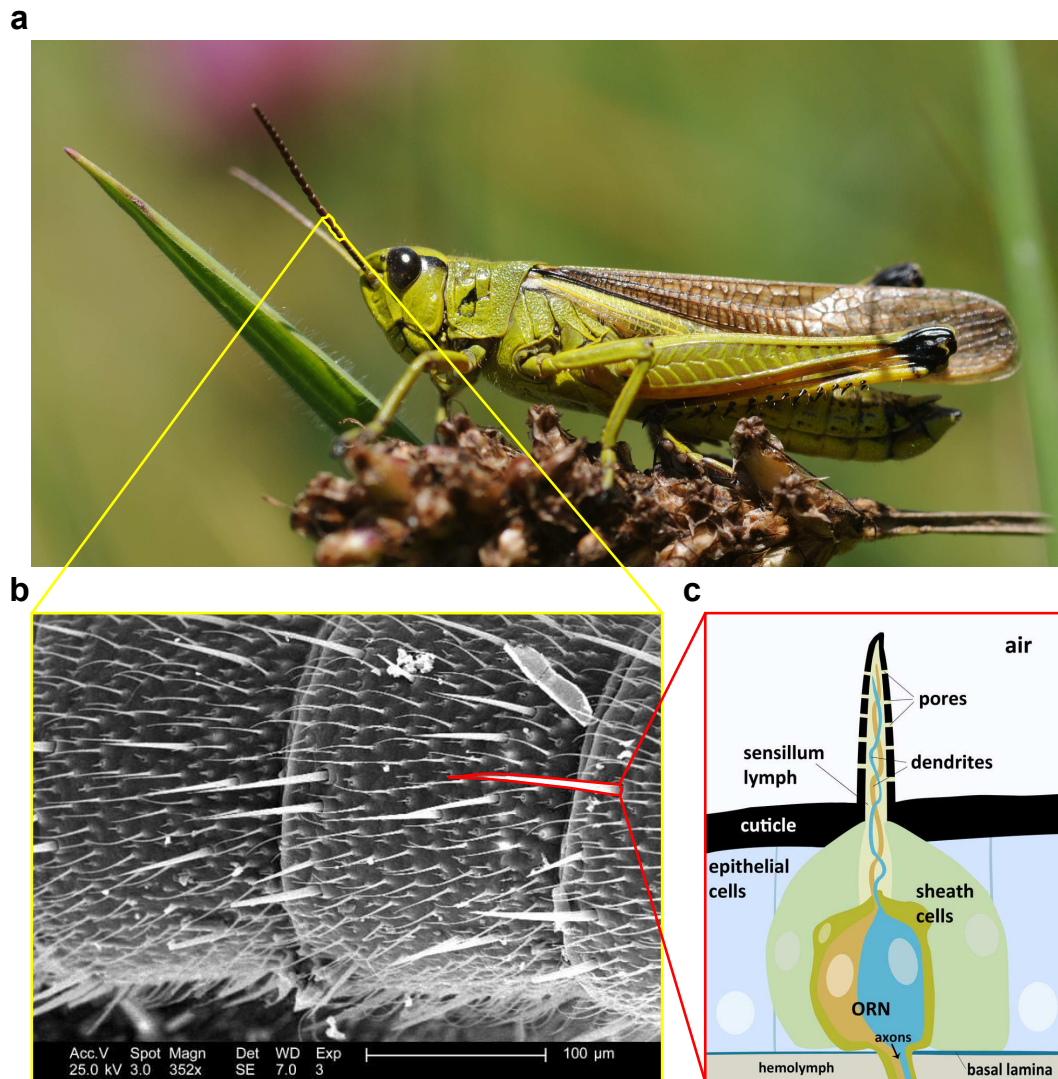 a
b
c
air
pores
sensillum
lymph
dendrites
cuticle
epithelial
cells
sheath
cells
ORN
axons
hemolymph
basal lamina
Acc.V Spot Magn Det WD Exp
25.0 kV 3.0 352x SE 7.0 3
100 µm